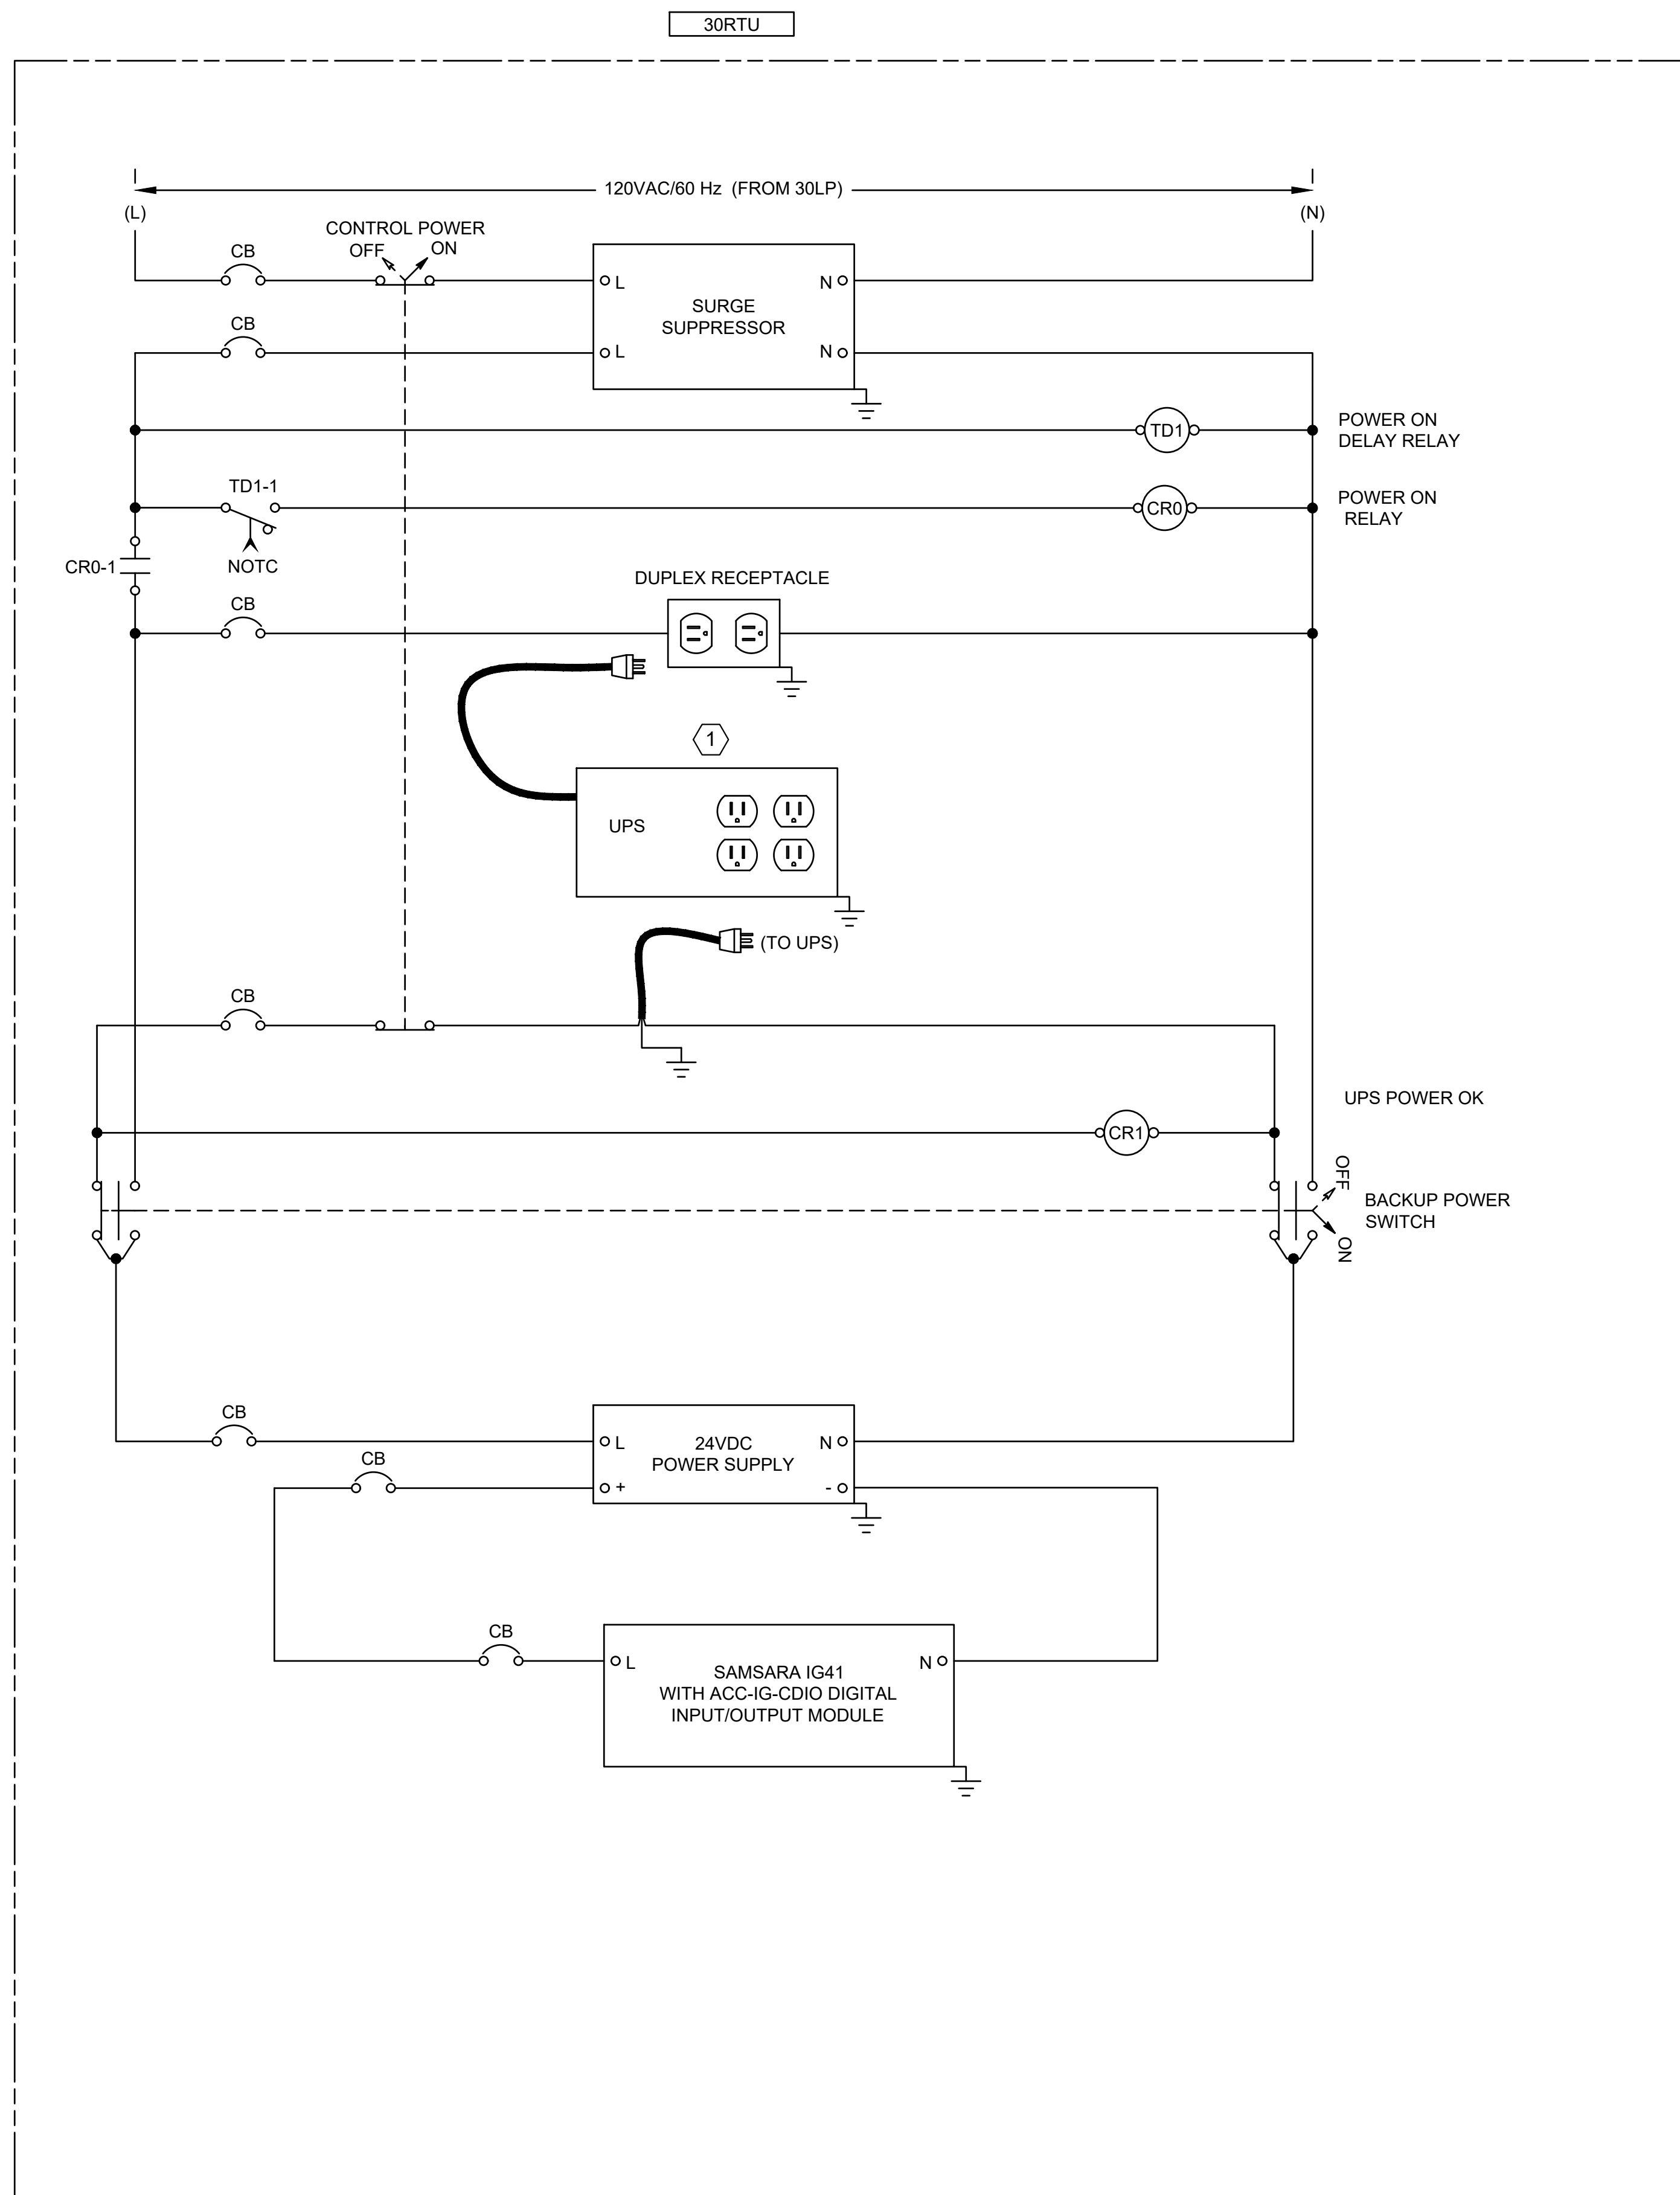 30RTU
120VAC/60 Hz (FROM 30LP)
(L)
(N)
CONTROL POWER
OFF
ON
CB
L
N
SURGE
SUPPRESSOR
CB
L
N
TD1
POWER ON
DELAY RELAY
TD1-1
CR0
POWER ON
RELAY
CR0-1
NOTC
DUPLEX RECEPTACLE
CB
1
UPS
(TO UPS)
CB
UPS POWER OK
CR1
OFF
BACKUP POWER
SWITCH
ON
CB
L
24VDC
POWER SUPPLY
N
CB
+
-
CB
L
N
SAMSARA IG41
WITH ACC-IG-CDIO DIGITAL
INPUT/OUTPUT MODULE